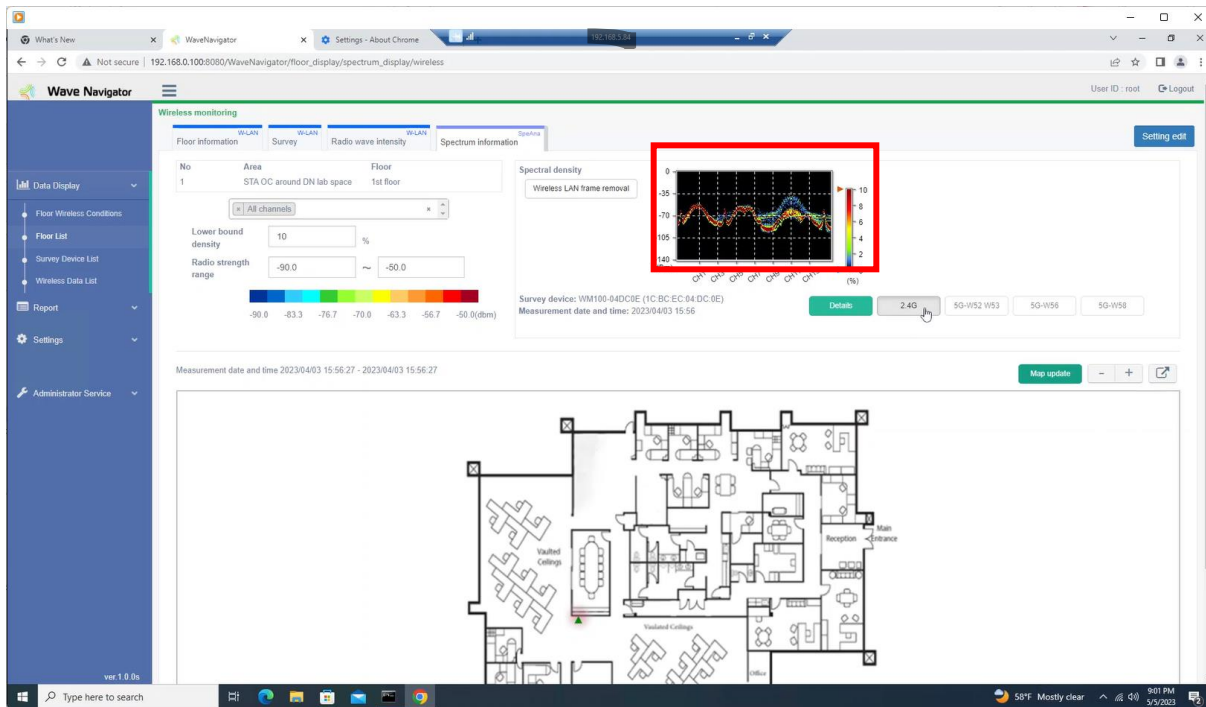 What's New
WaveNavigator
Settings - About Chrome
192.168.5.84
Not secure | 192.168.0.100:8080/WaveNavigator/floor_display/spectrum_display/wireless
Wave Navigator
User ID : root
Logout
Wireless monitoring
W-LAN
Floor information
W-LAN
Survey
W-LAN
Radio wave intensity
SpeAna
Spectrum information
Setting edit
Data Display
Floor Wireless Conditions
Floor List
Survey Device List
Wireless Data List
Report
Settings
Administrator Service
ver.1.0.0s
No Area Floor
1 STA OC around DN lab space 1st floor
× All channels ×
Lower bound density 10 %
Radio strength range -90.0 ~ -50.0
-90.0 -83.3 -76.7 -70.0 -63.3 -56.7 -50.0(dbm)
Spectral density
Wireless LAN frame removal
0
-35
-70
105
140
CH1 CH3 CH5 CH7 CH9
10
8
6
4
2
(%)
Survey device: WM100-04DC0E (1C:BC:EC:04:DC:0E)
Measurement date and time: 2023/04/03 15:56
Details
2.4G
5G-W52 W53
5G-W56
5G-W58
Measurement date and time 2023/04/03 15:56:27 - 2023/04/03 15:56:27
Map update
- +
Vaulted
Ceilings
Reception
Main
Entrance
Vaulated Ceilings
Office
Type here to search
58°F Mostly clear
9:01 PM
5/5/2023
2